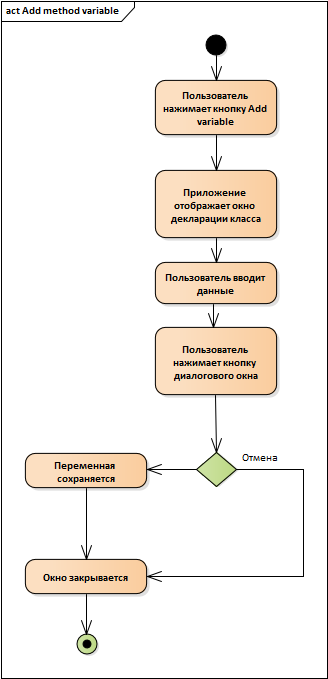 act Add method variable
Пользователь
нажимает кнопку Add
variable
Приложение
отображает окно
декларации класса
Пользователь вводит
данные
Пользователь
нажимает кнопку
диалогового окна
Отмена
Переменная
сохраняется
Окно закрывается